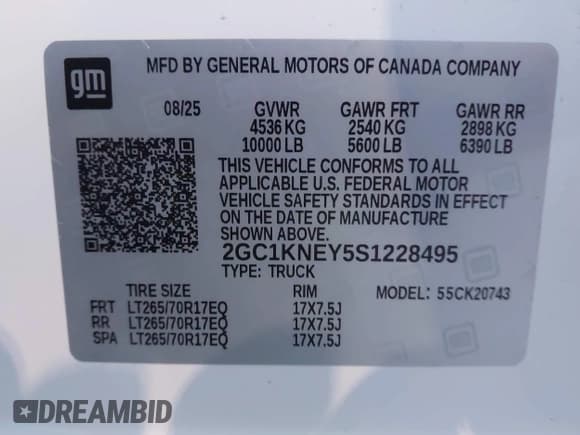 gm
MFD BY GENERAL MOTORS OF CANADA COMPANY
08/25 GVWR GAWR FRT GAWR RR
4536 KG 2540 KG 2898 KG
10000 LB 5600 LB 6390 LB
THIS VEHICLE CONFORMS TO ALL
APPLICABLE U.S. FEDERAL MOTOR
VEHICLE SAFETY STANDARDS IN EFFECT
ON THE DATE OF MANUFACTURE
2GC1KNEY5S1228495
TYPE: TRUCK
TIRE SIZE RIM MODEL: 55CK20743
FRT LT265/70R17EQ 17X7.5J
RR LT265/70R17EQ 17X7.5J
SPA LT265/70R17EQ 17X7.5J
DREAMBID